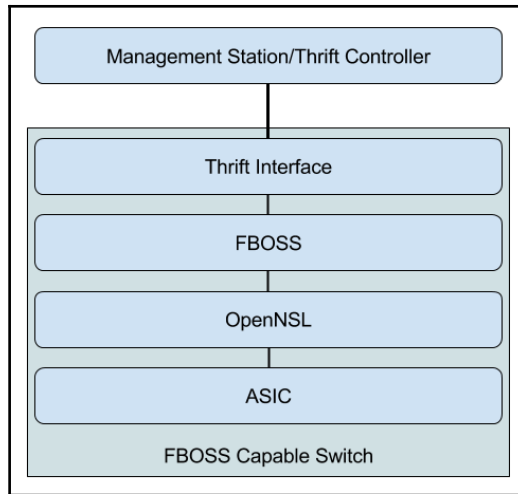 Management Station/Thrift Controller
Thrift Interface
FBOSS
OpenNSL
ASIC
FBOSS Capable Switch